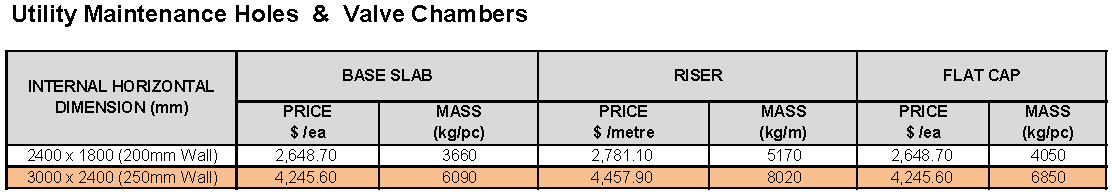 Utility Maintenance Holes & Valve Chambers
INTERNAL HORIZONTAL DIMENSION (mm) BASE SLAB RISER FLAT CAP
PRICE $ /ea MASS (kg/pc) PRICE $ /metre MASS (kg/m) PRICE $ /ea MASS (kg/pc)
2400 x 1800 (200mm Wall) 2,648.70 3660 2,781.10 5170 2,648.70 4050
3000 x 2400 (250mm Wall) 4,245.60 6090 4,457.90 8020 4,245.60 6850